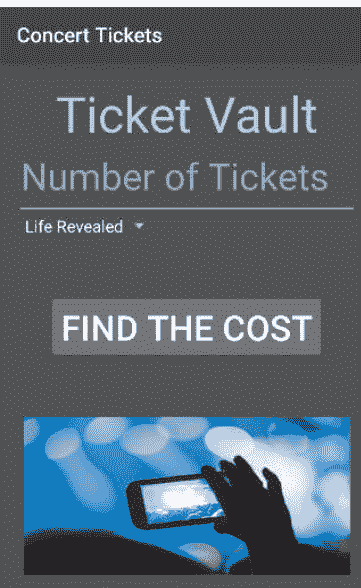 Concert Tickets
Ticket Vault
Number of Tickets
Life Revealed
FIND THE COST